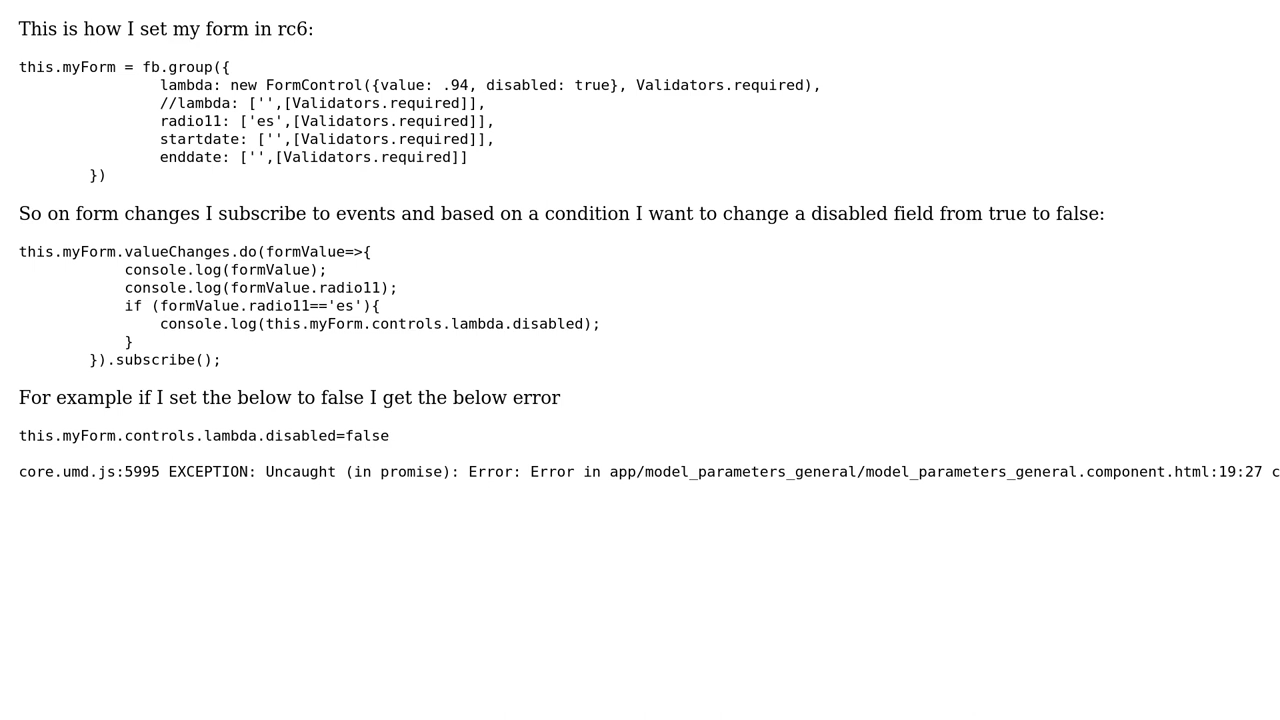 This is how I set my form in rc6:
this.myForm = fb.group({
                lambda: new FormControl({value: .94, disabled: true}, Validators.required),
                //lambda: ['',[Validators.required]],
                radio11: ['es',[Validators.required]],
                startdate: ['',[Validators.required]],
                enddate: ['',[Validators.required]]
        })
So on form changes I subscribe to events and based on a condition I want to change a disabled field from true to false:
this.myForm.valueChanges.do(formValue=>{
            console.log(formValue);
            console.log(formValue.radio11);
            if (formValue.radio11=='es'){
                console.log(this.myForm.controls.lambda.disabled);
            }
        }).subscribe();
For example if I set the below to false I get the below error
this.myForm.controls.lambda.disabled=false
core.umd.js:5995 EXCEPTION: Uncaught (in promise): Error: Error in app/model_parameters_general/model_parameters_general.component.html:19:27 c